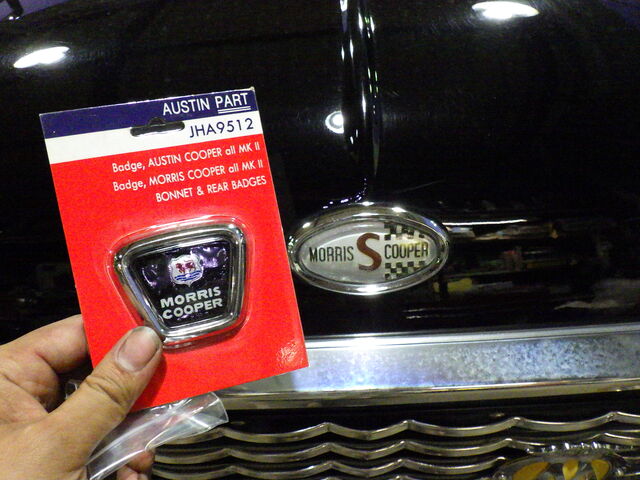 AUSTIN PART
JHA9512
Badge, AUSTIN COOPER all MK II
Badge, MORRIS COOPER all MK II
BONNET & REAR BADGES
MORRIS
COOPER
MORRIS S COOPER